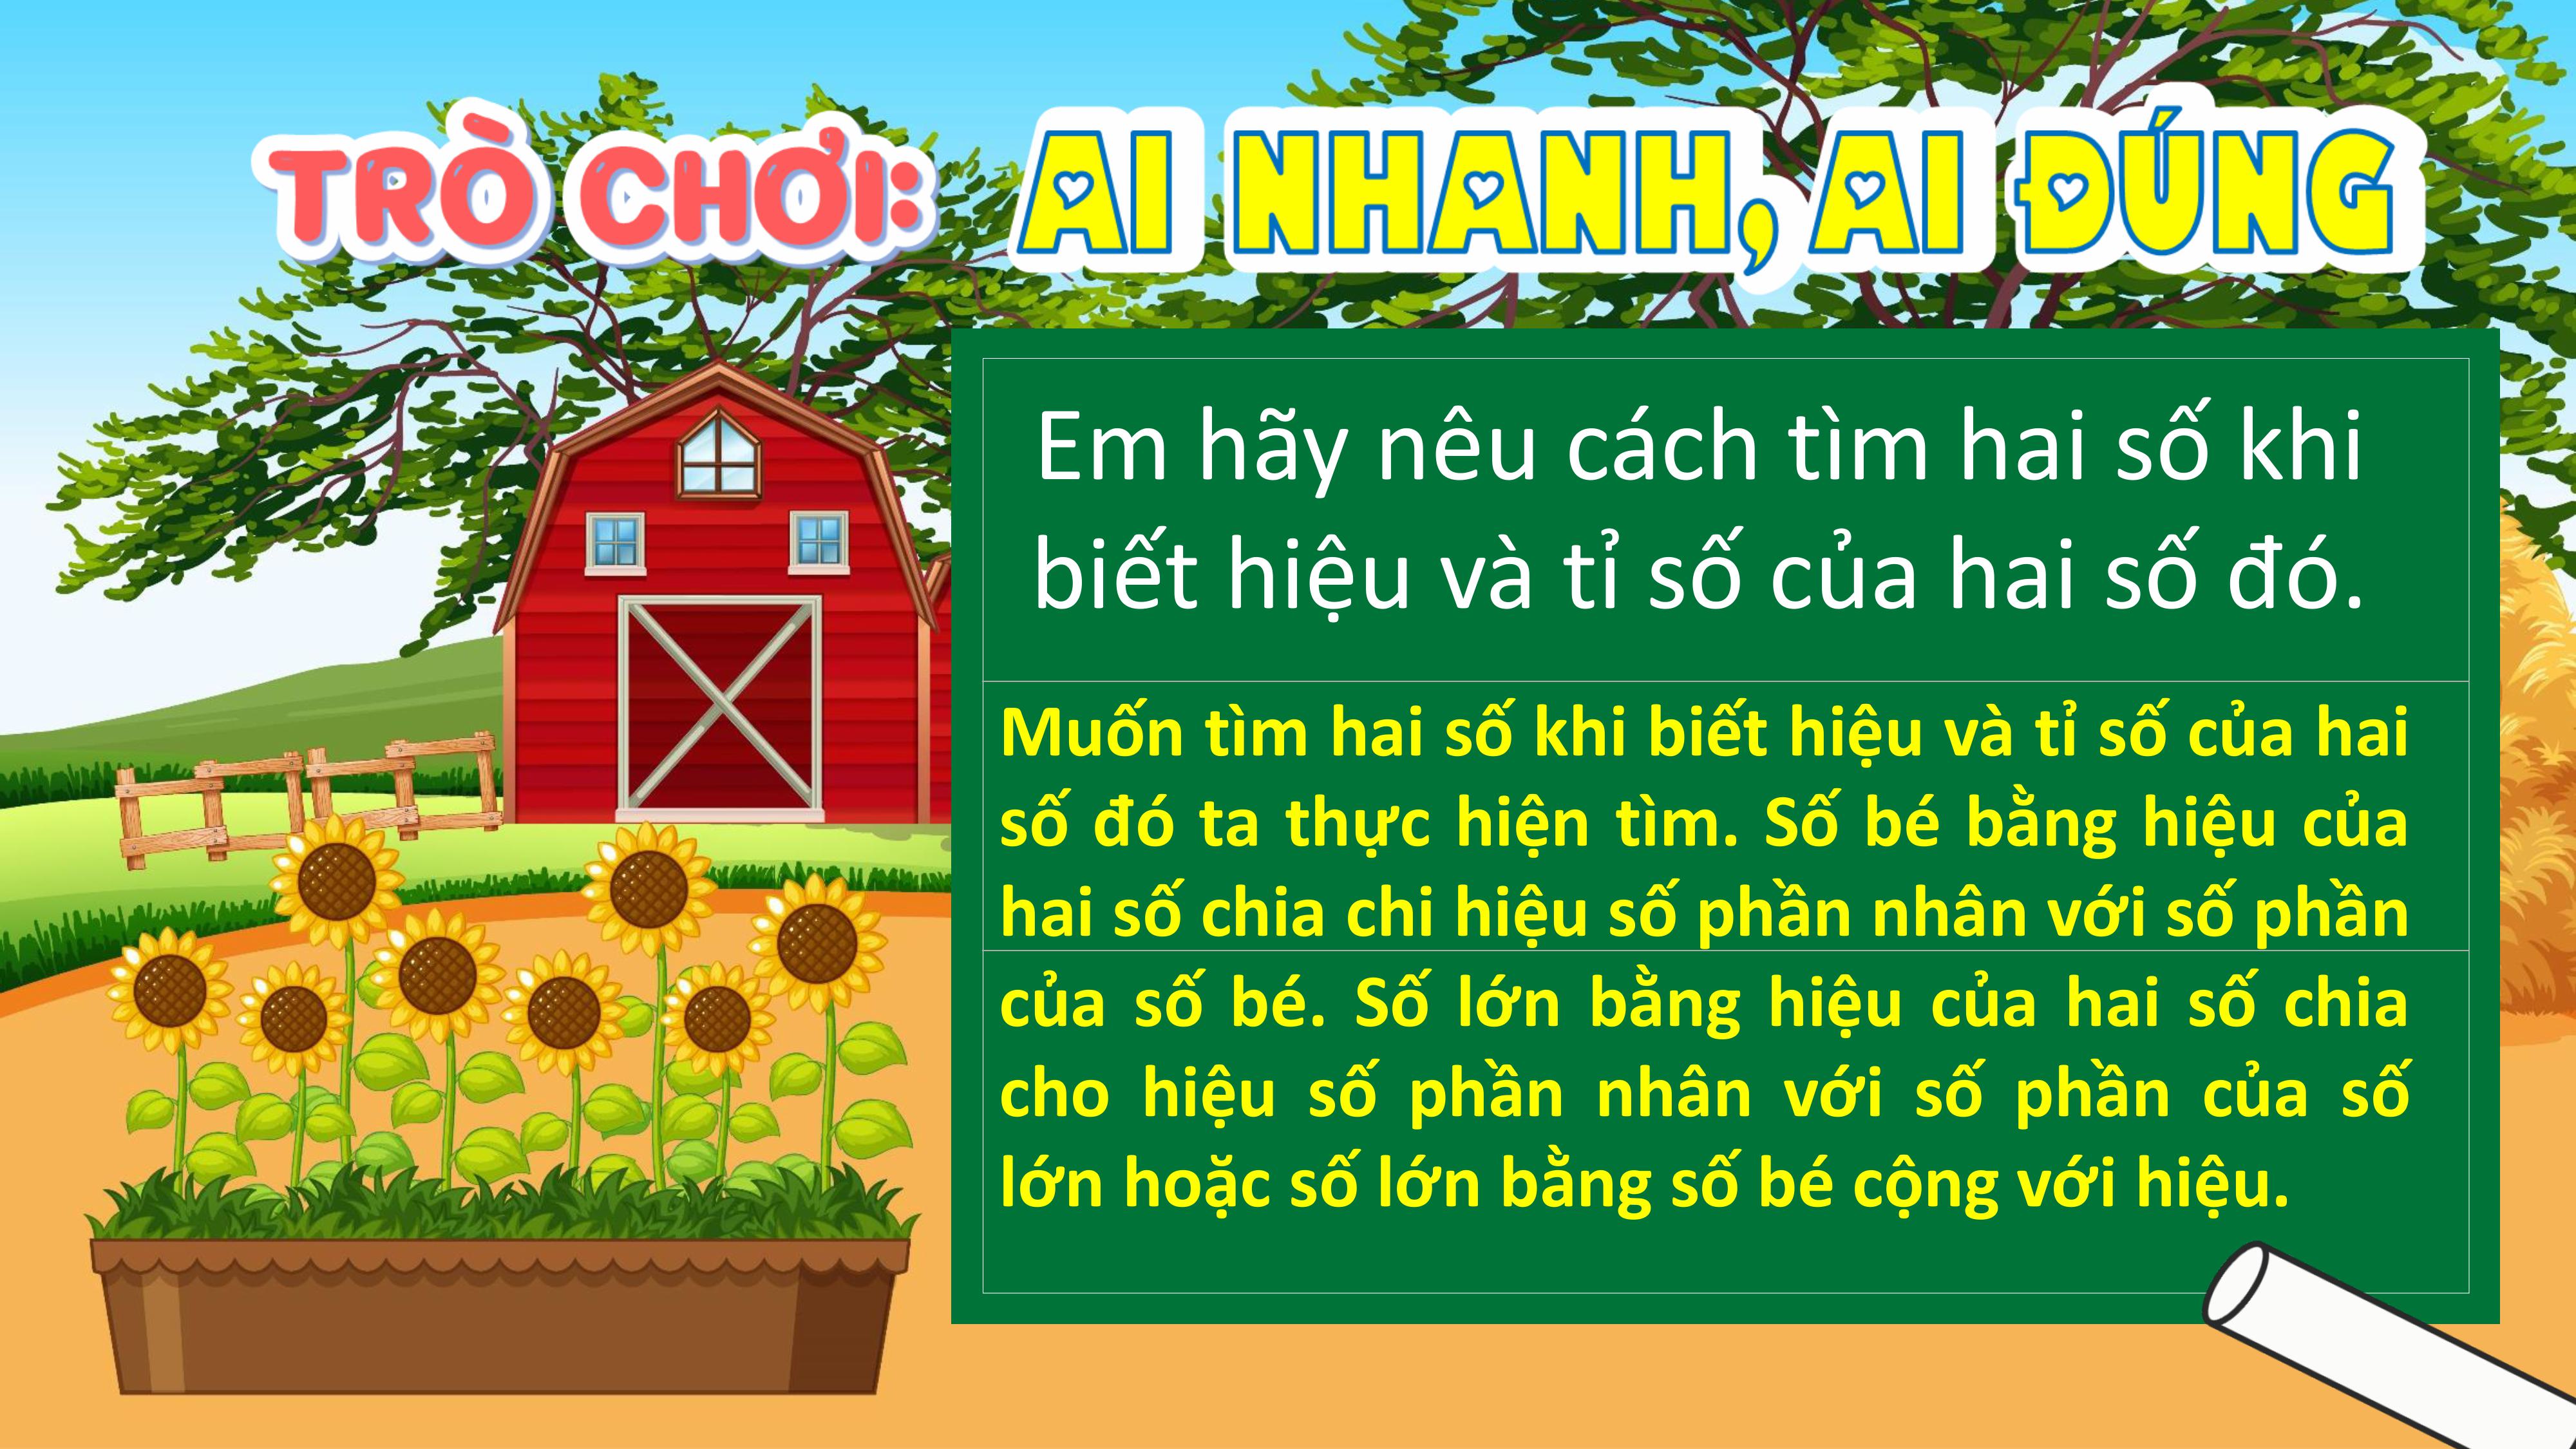 TRÒ CHƠI: AI NHANH, AI ĐÚNG
Em hãy nêu cách tìm hai số khi
biết hiệu và tỉ số của hai số đó.
Muốn tìm hai số khi biết hiệu và tỉ số của hai
số đó ta thực hiện tìm. Số bé bằng hiệu của
hai số chia chi hiệu số phần nhân với số phần
của số bé. Số lớn bằng hiệu của hai số chia
cho hiệu số phần nhân với số phần của số
lớn hoặc số lớn bằng số bé cộng với hiệu.